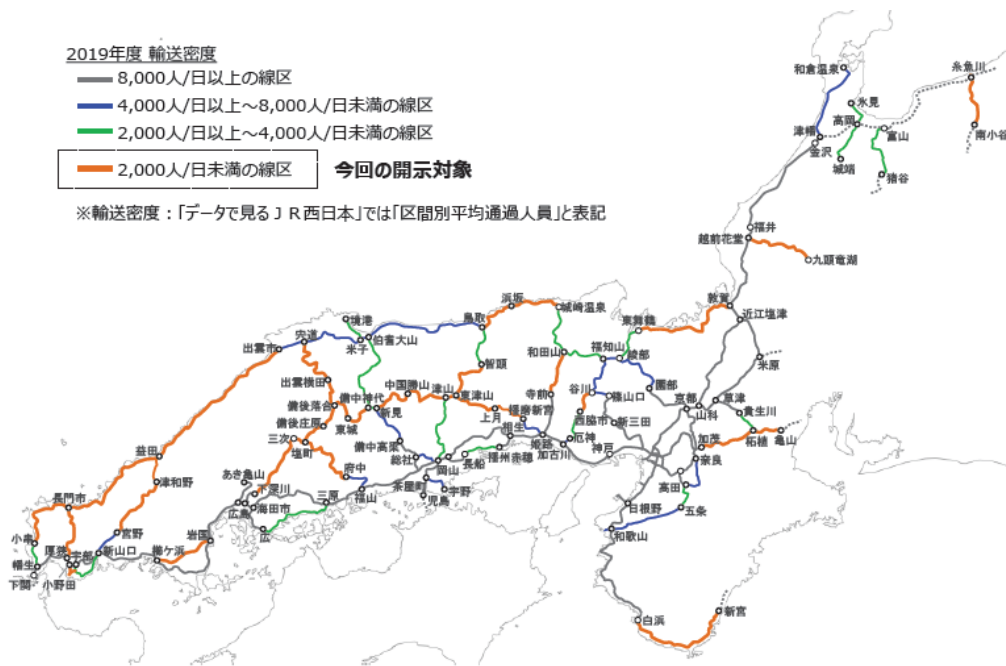 2019年度 輸送密度
8,000人/日以上の線区
4,000人/日以上～8,000人/日未満の線区
2,000人/日以上～4,000人/日未満の線区
2,000人/日未満の線区
今回の開示対象
※輸送密度：「データで見るＪＲ西日本」では「区間別平均通過人員」と表記
和倉温泉
糸魚川
氷見
高岡
富山
津幡
金沢
城端
猪谷
南小谷
福井
越前花堂
九頭竜湖
浜坂
城崎温泉
敦賀
東舞鶴
近江塩津
境港
鳥取
宍道
米子
伯耆大山
出雲市
和田山
福知山
綾部
米原
智頭
出雲横田
中国勝山
津山
東津山
寺前
谷川
篠山口
園部
京都
草津
山科
備後落合
備中神代
新見
備後庄原
東城
上月
播磨新宮
西脇市
新三田
貴生川
柘植
亀山
加茂
三次
塩町
備中高梁
相生
厄神
姫路
加古川
神戸
奈良
益田
総社
岡山
長船
播州赤穂
あき亀山
下深川
府中
福山
茶屋町
児島
宇野
高田
津和野
三原
五条
日根野
長門市
広島
海田市
広
和歌山
小串
宮野
岩国
厚狭
宇部
新山口
櫛ケ浜
幡生
下関
小野田
白浜
新宮